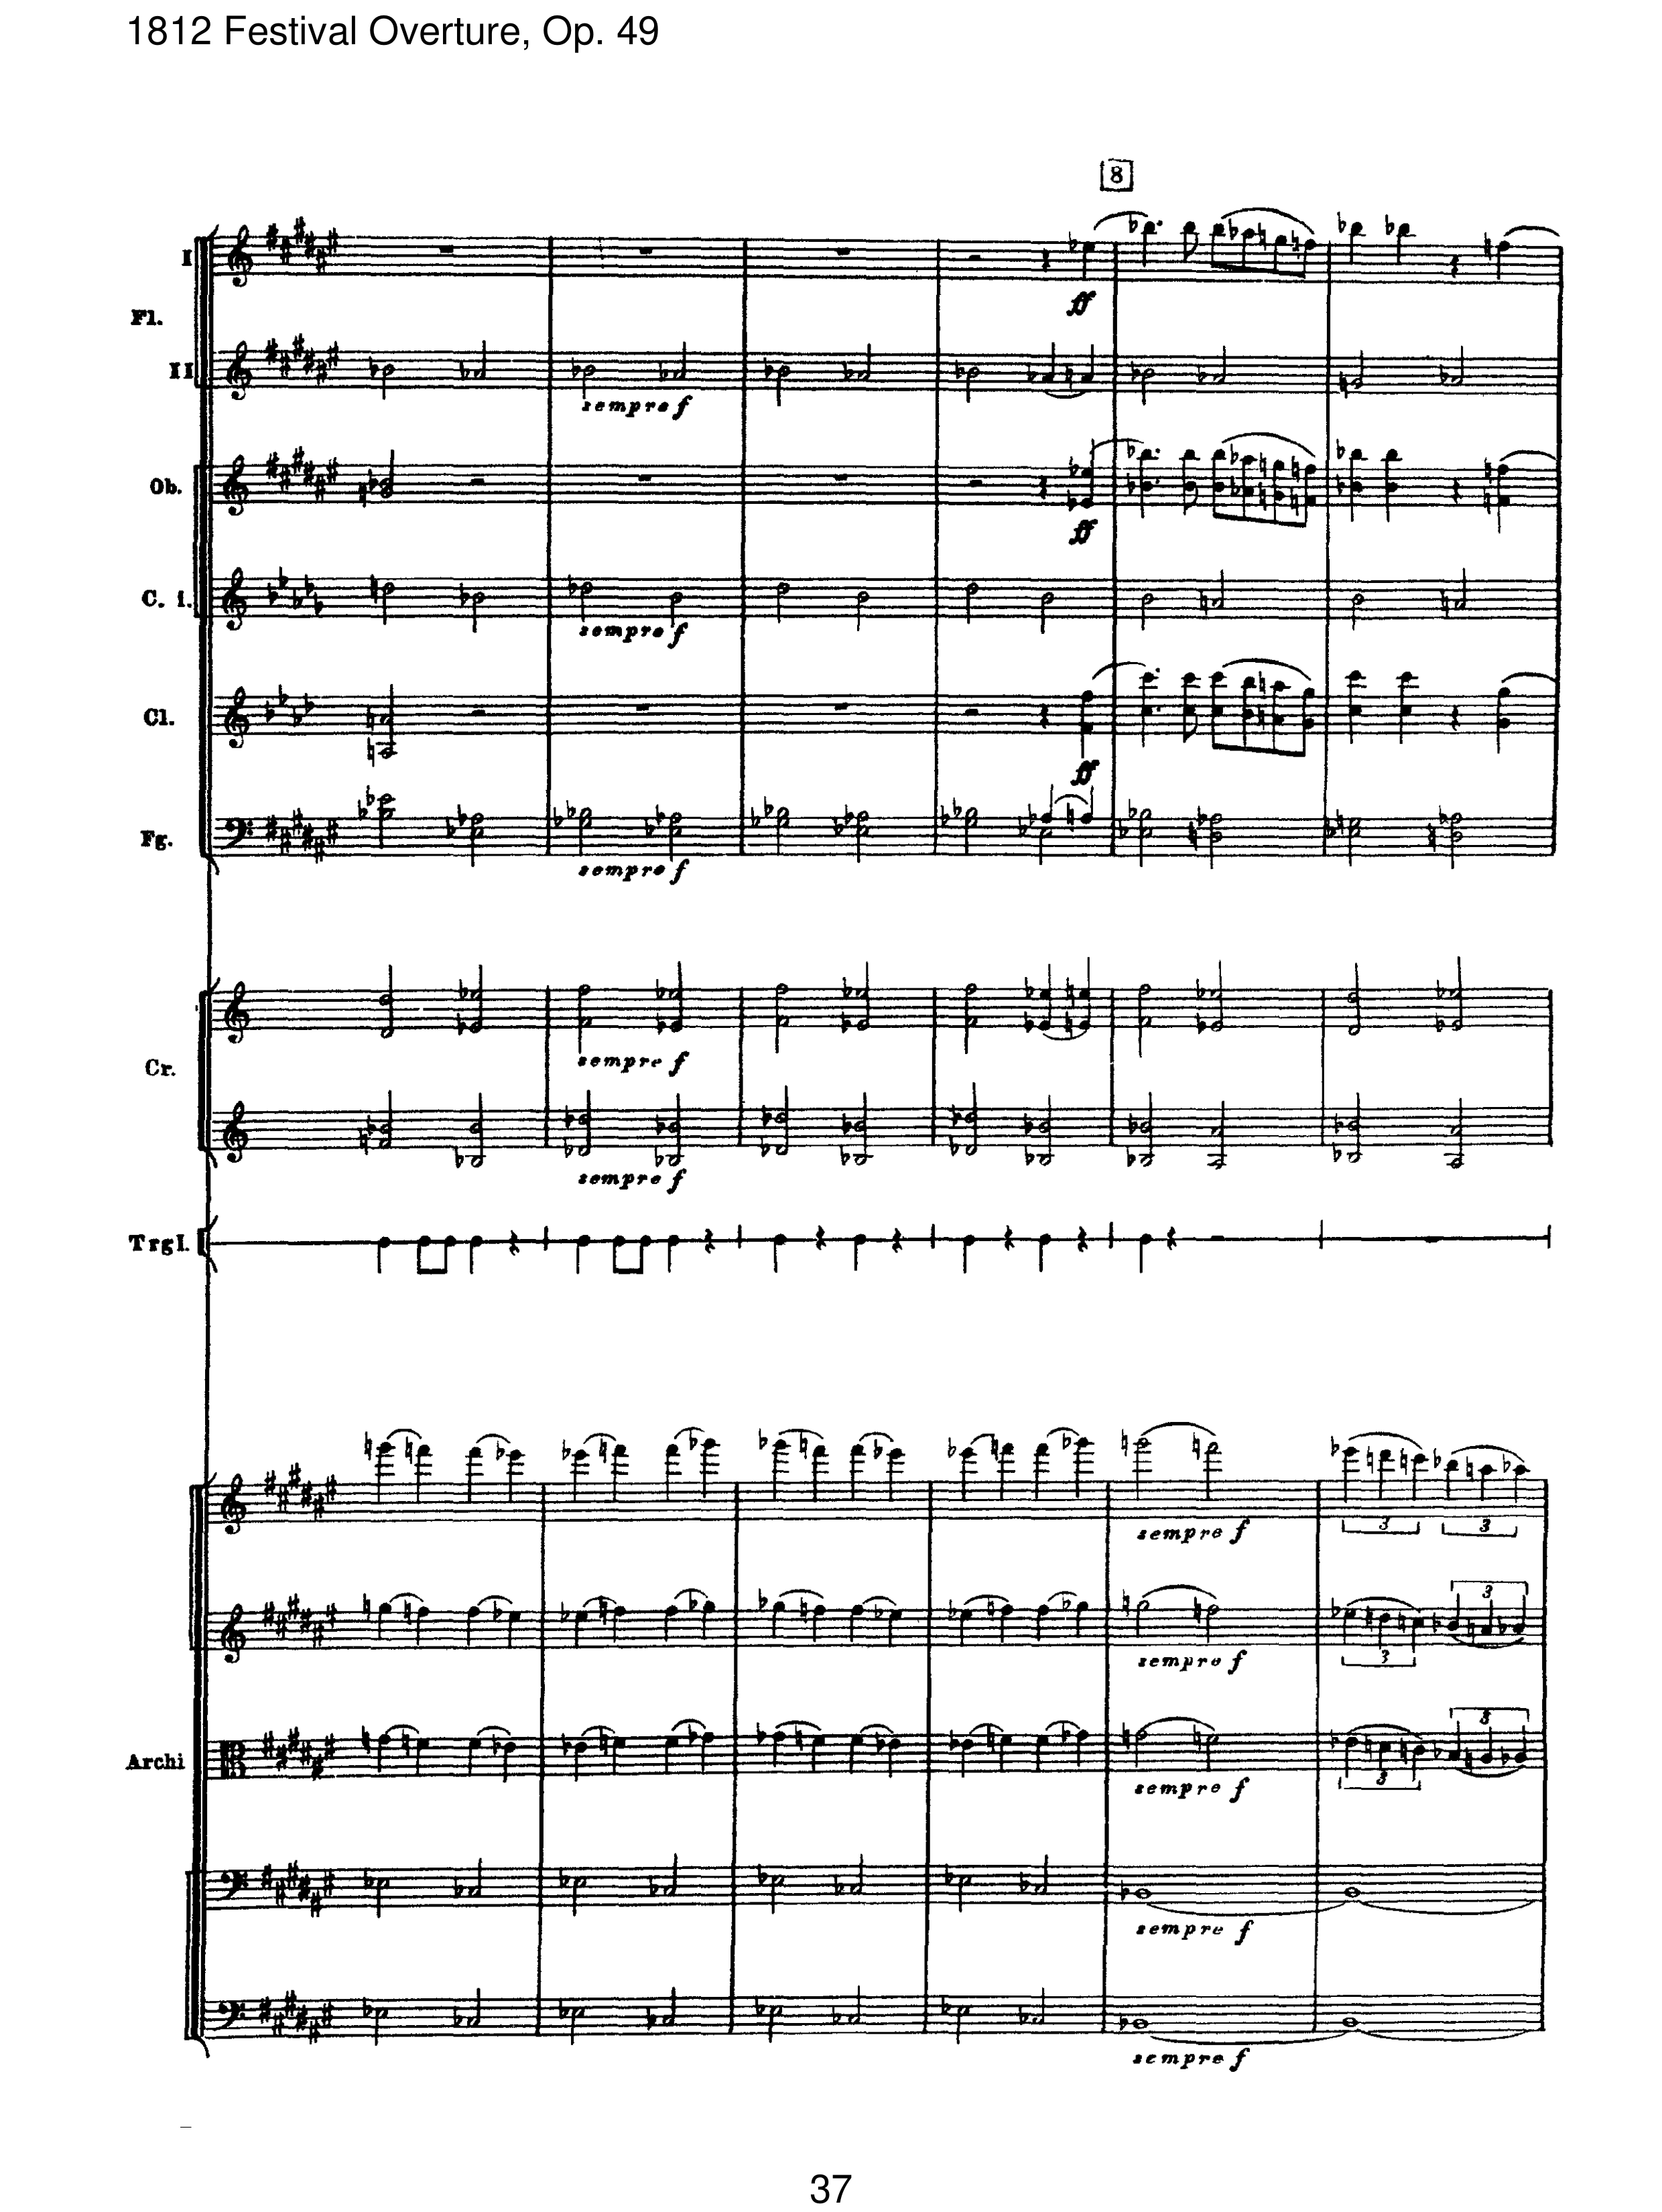 1812 Festival Overture, Op. 49
8
I
Fl.
ff
II
sempre f
Ob.
ff
C. i.
sempre f
Cl.
ff
Fg.
sempre f
sempre f
Cr.
sempre f
Trgl.
sempre f
3 3
3
sempre f
3
3
Archi
sempre f
3
sempre f
sempre f
37